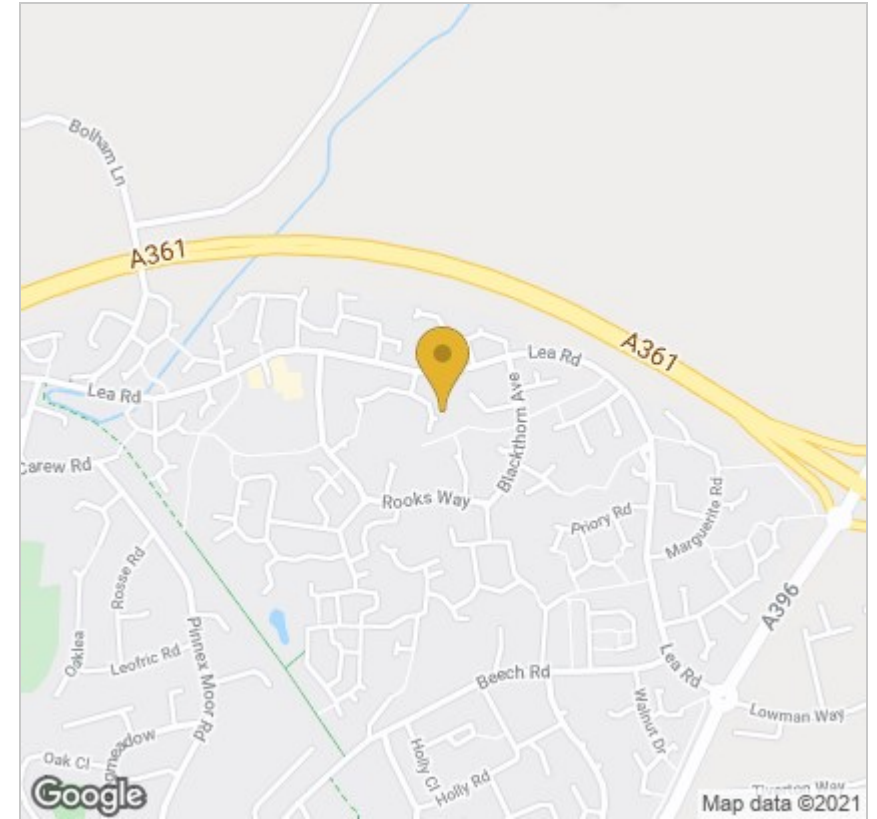 Bolham Ln
A361
A361
Lea Rd
Lea Rd
Blackthorn Ave
Carew Rd
Rooks Way
Priory Rd
Marguerite Rd
Rosse Rd
A396
Oaklea
Leofric Rd
Pinnex Moor Rd
Lea Rd
Beech Rd
Walnut Dr
Lowman Way
Oak Cl
Holly Cl
Holly Rd
Google
Map data ©2021